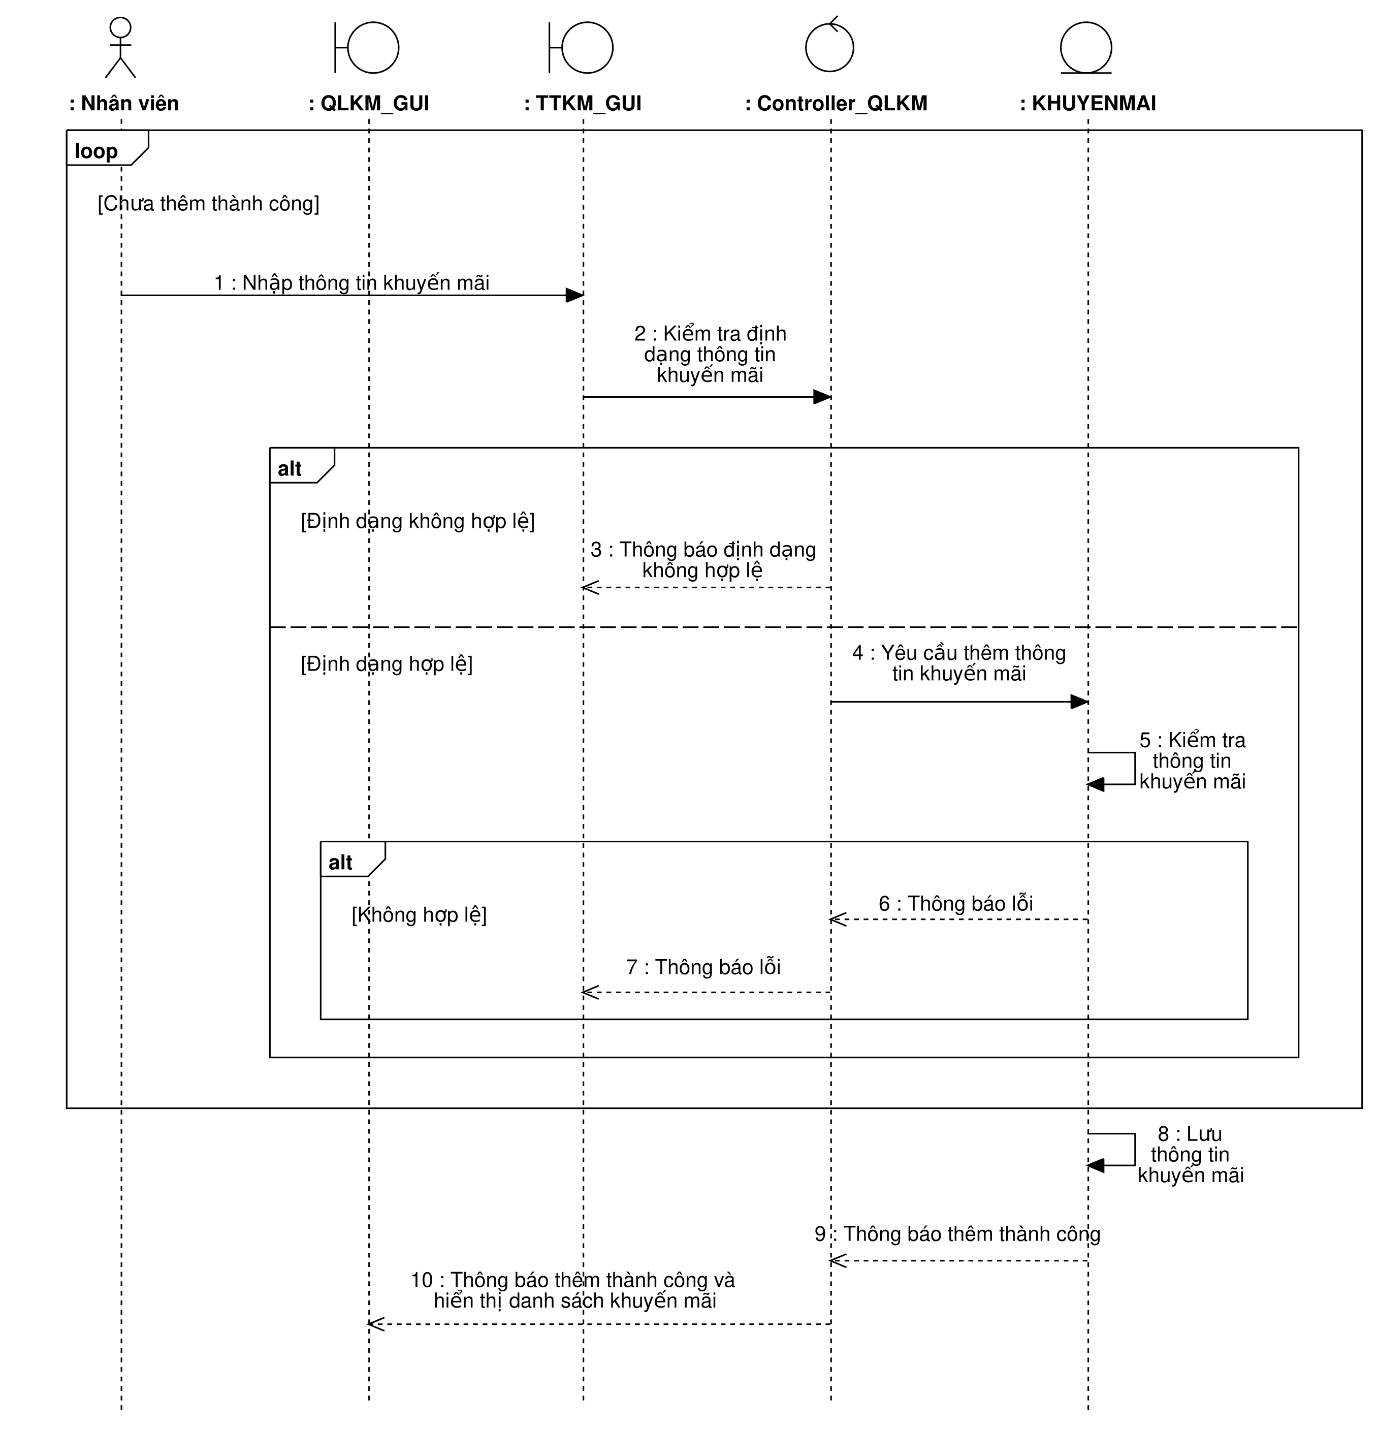 : Nhân viên
: QLKM_GUI
: TTKM_GUI
: Controller_QLKM
: KHUYENMAI
loop
[Chưa thêm thành công]
1 : Nhập thông tin khuyến mãi
2 : Kiểm tra định
dạng thông tin
khuyến mãi
alt
[Định dạng không hợp lệ]
3 : Thông báo định dạng
không hợp lệ
[Định dạng hợp lệ]
4 : Yêu cầu thêm thông
tin khuyến mãi
5 : Kiểm tra
thông tin
khuyến mãi
alt
[Không hợp lệ]
6 : Thông báo lỗi
7 : Thông báo lỗi
8 : Lưu
thông tin
khuyến mãi
9 : Thông báo thêm thành công
10 : Thông báo thêm thành công và
hiển thị danh sách khuyến mãi